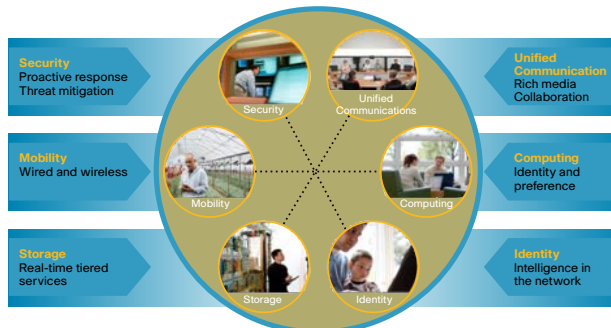 Security
Proactive response
Threat mitigation
Mobility
Wired and wireless
Storage
Real-time tiered
services
Security
Unified
Communications
Mobility
Computing
Storage
Identity
Unified
Communication
Rich media
Collaboration
Computing
Identity and
preference
Identity
Intelligence in
the network